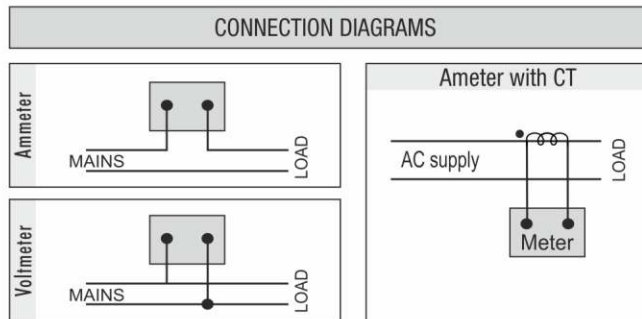 CONNECTION DIAGRAMS
Ammeter
MAINS
LOAD
Voltmeter
MAINS
LOAD
Ameter with CT
AC supply
LOAD
Meter